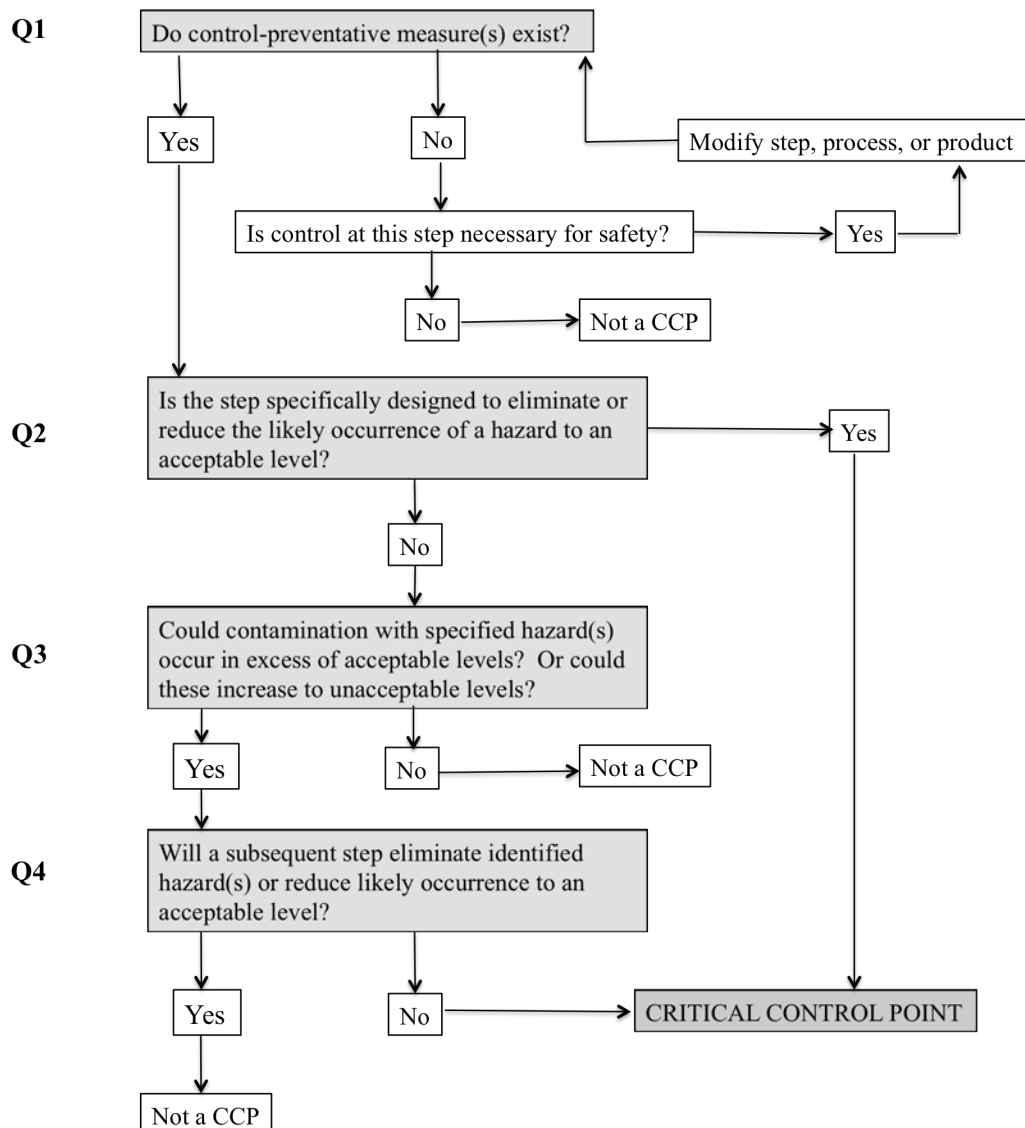 Q1
Do control-preventative measure(s) exist?
Yes
No
Modify step, process, or product
Is control at this step necessary for safety?
Yes
No
Not a CCP
Q2
Is the step specifically designed to eliminate or
reduce the likely occurrence of a hazard to an
acceptable level?
Yes
No
Q3
Could contamination with specified hazard(s)
occur in excess of acceptable levels?  Or could
these increase to unacceptable levels?
Yes
No
Not a CCP
Q4
Will a subsequent step eliminate identified
hazard(s) or reduce likely occurrence to an
acceptable level?
Yes
No
CRITICAL CONTROL POINT
Not a CCP